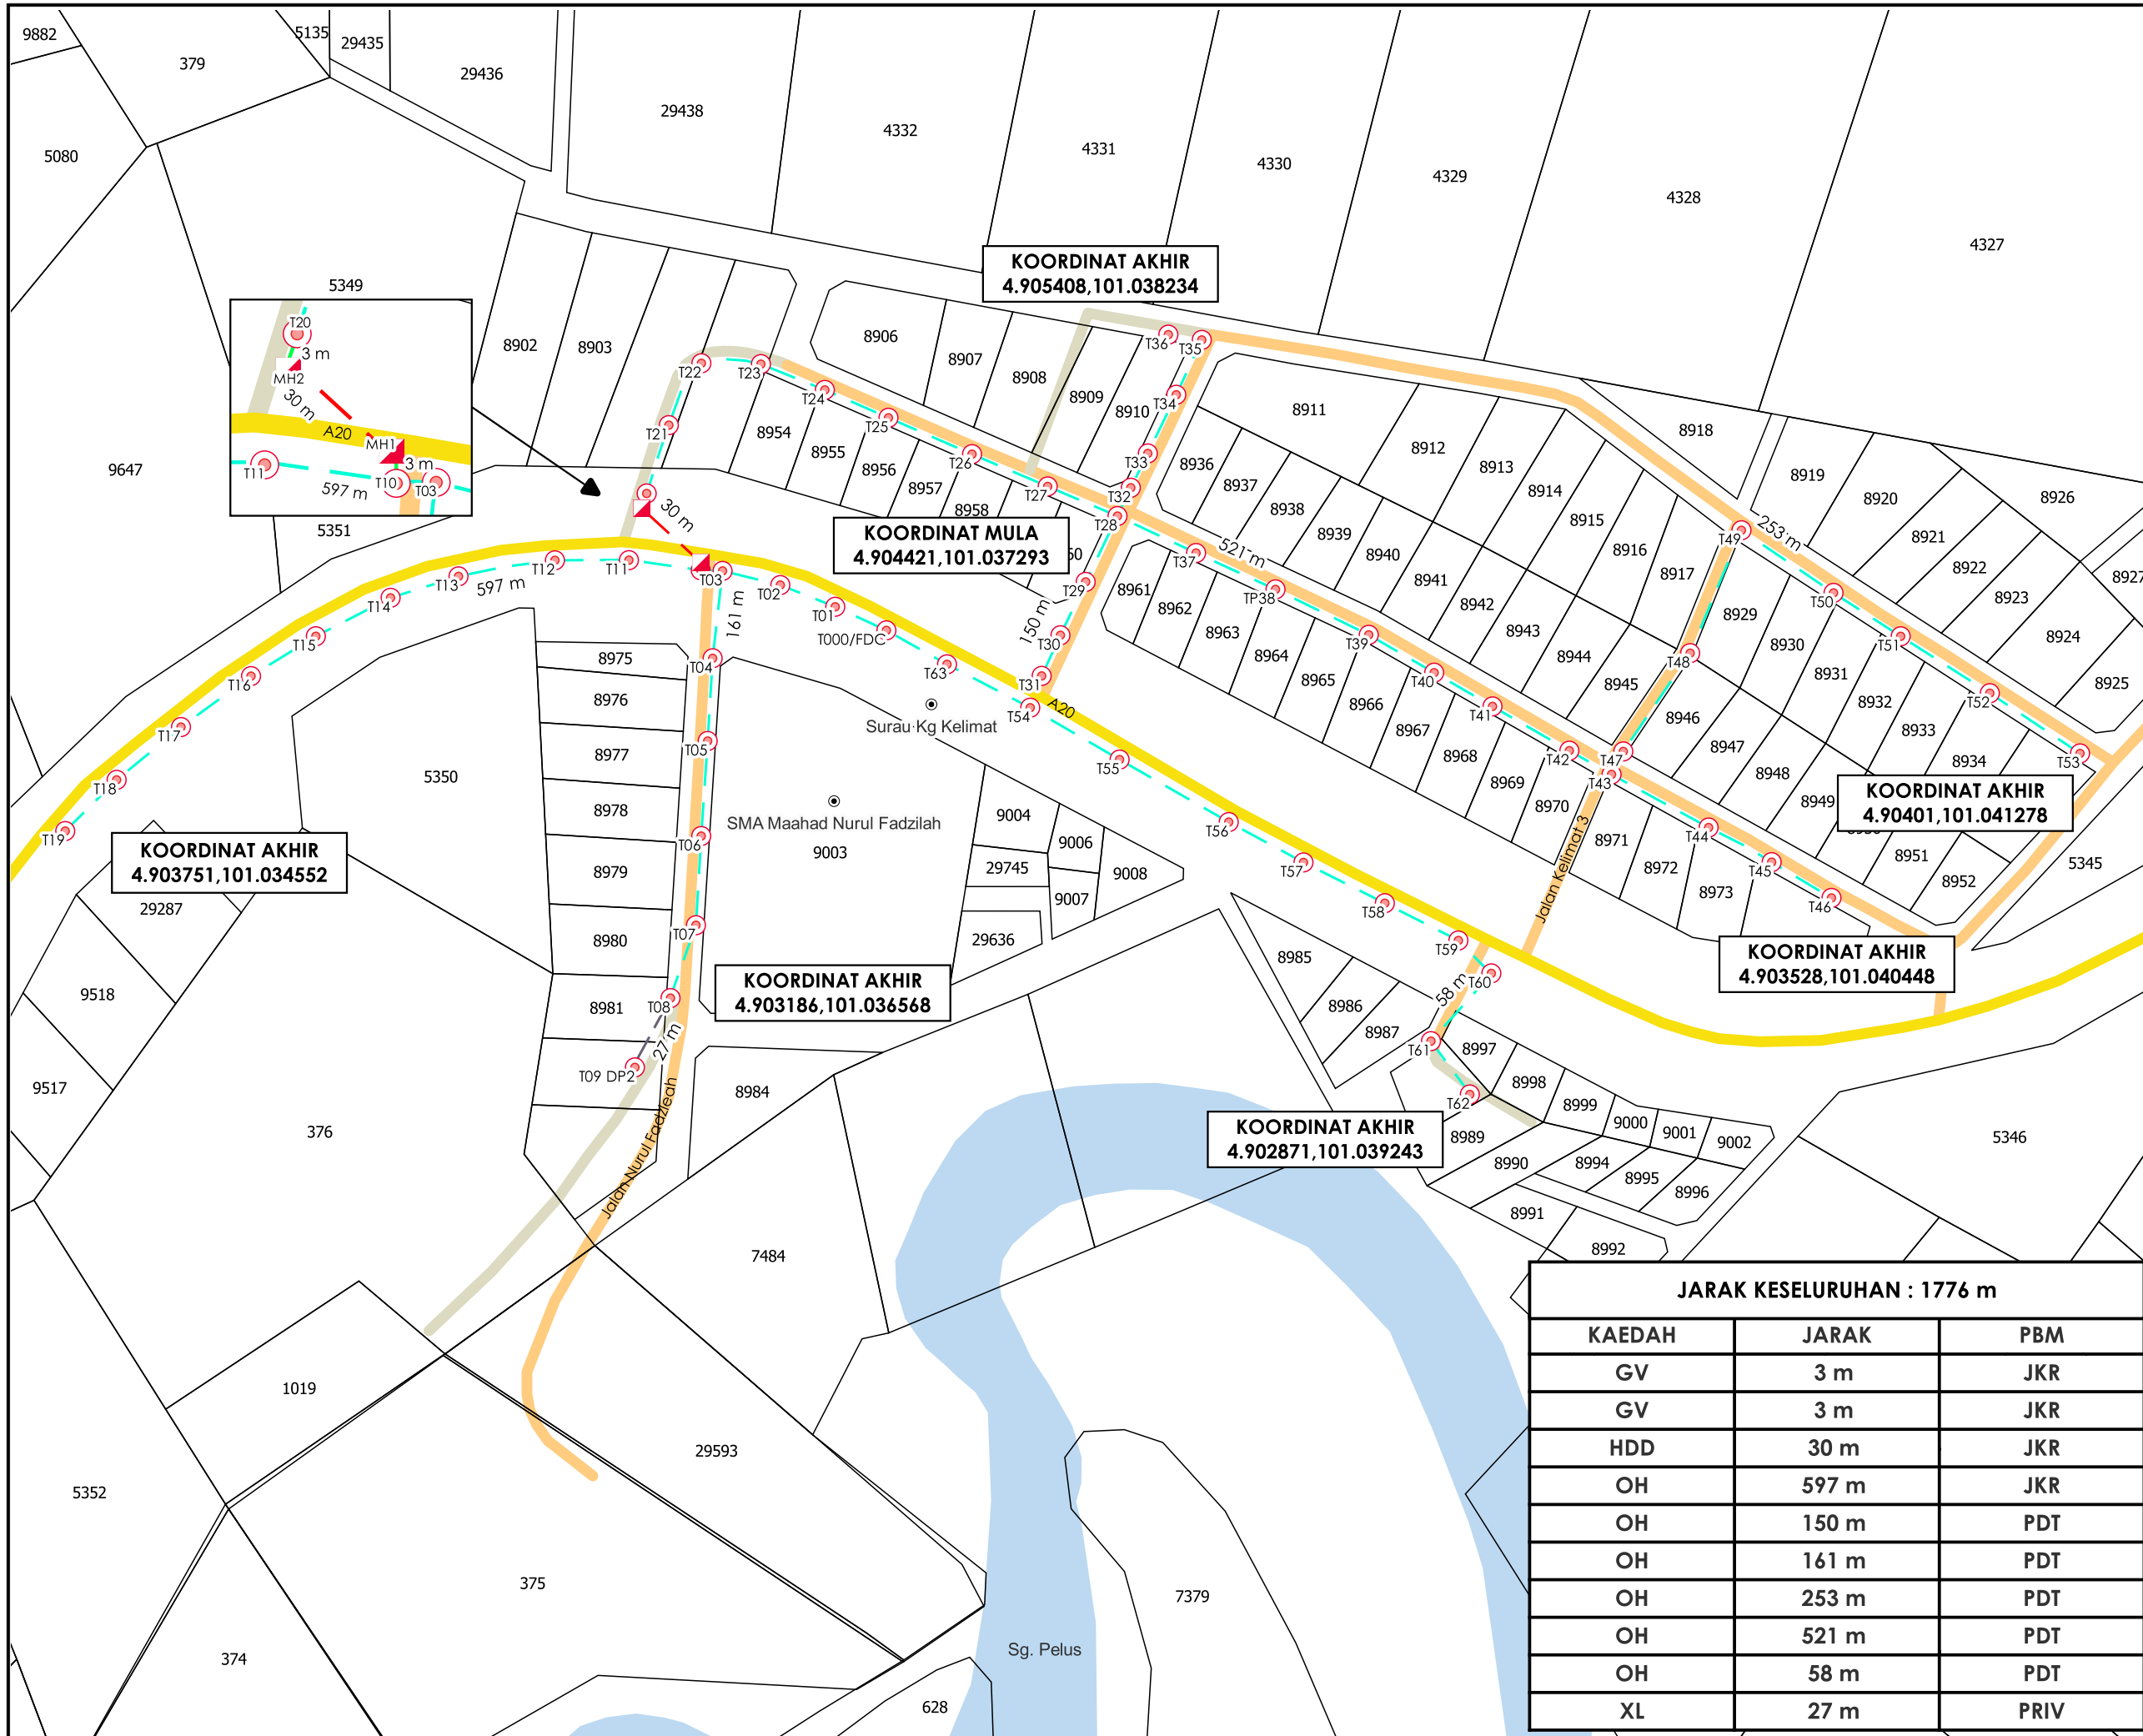 9882
379
5135
29435
29436
29438
4332
4331
4330
4329
4328
4327
5080
5349
9647
5351
KOORDINAT AKHIR
4.905408,101.038234
T20
3 m
MH2
30 m
A20
MH1
3 m
T11
597 m
T10
T03
8902
8903
8906
8907
8908
8909
8910
8911
8912
8913
8914
8915
8916
8917
8918
8919
8920
8921
8922
8923
8924
8925
8926
8927
T22
T23
T24
T25
T26
T27
T28
T36
T35
T34
T33
T32
T21
8954
8955
8956
8957
8958
8936
8937
8938
8939
8940
8941
8942
8943
8944
8945
8946
8947
8948
8949
8929
8930
8931
8932
8933
8934
KOORDINAT MULA
4.904421,101.037293
30 m
521 m
253 m
T49
T50
T51
T52
T53
T48
T47
T37
TP38
T39
T40
T41
T42
T43
T44
T45
T46
T29
T30
T31
150 m
8961
8962
8963
8964
8965
8966
8967
8968
8969
8970
8971
8972
8973
8951
8952
5345
KOORDINAT AKHIR
4.90401,101.041278
KOORDINAT AKHIR
4.903528,101.040448
Jalan Kelimat 3
T19
T18
T17
T16
T15
T14
T13
597 m
T12
T11
T03
T02
T01
T000/FDC
T63
T54
A20
T55
T56
T57
T58
T59
T60
T61
T62
58 m
161 m
T04
T05
T06
T07
T08
T09 DP2
27 m
Surau Kg Kelimat
SMA Maahad Nurul Fadzilah
9003
8975
8976
8977
8978
8979
8980
8981
8984
5350
9004
9006
29745
9007
9008
29636
KOORDINAT AKHIR
4.903751,101.034552
29287
9518
9517
376
KOORDINAT AKHIR
4.903186,101.036568
Jalan Nurul Fadzleah
8985
8986
8987
8997
8998
8999
9000
9001
9002
8989
8990
8994
8995
8996
8991
8992
5346
KOORDINAT AKHIR
4.902871,101.039243
7484
1019
29593
5352
375
374
7379
628
Sg. Pelus
JARAK KESELURUHAN : 1776 m
KAEDAH JARAK PBM
GV 3 m JKR
GV 3 m JKR
HDD 30 m JKR
OH 597 m JKR
OH 150 m PDT
OH 161 m PDT
OH 253 m PDT
OH 521 m PDT
OH 58 m PDT
XL 27 m PRIV